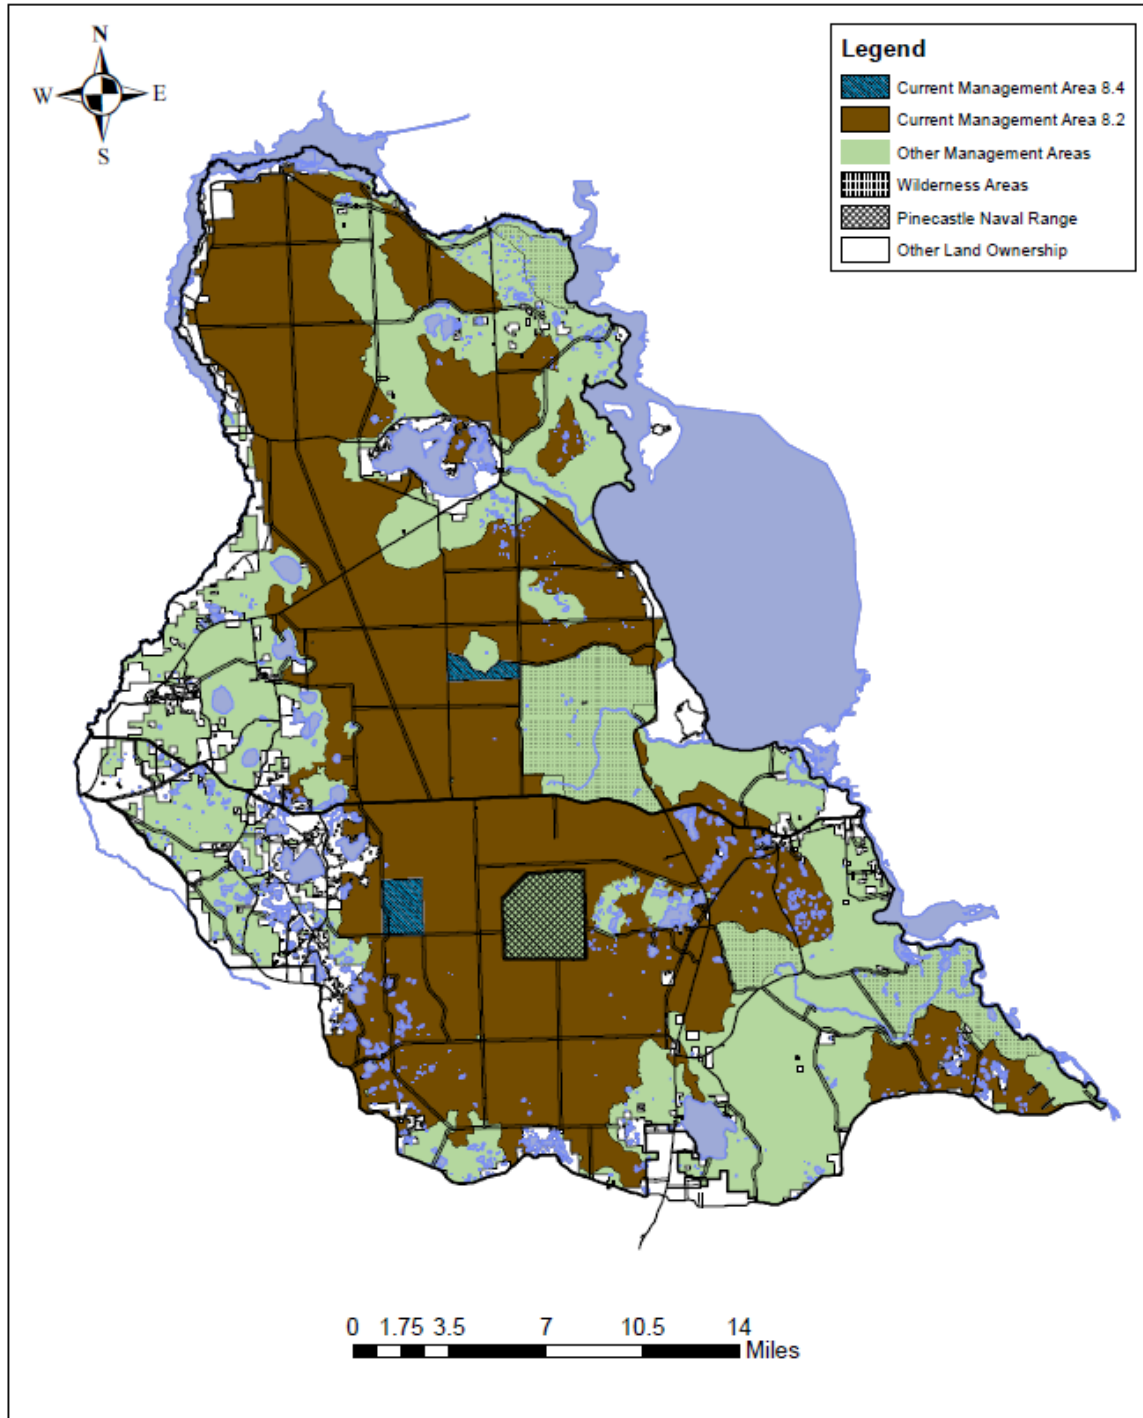 N
W E
S
Legend
Current Management Area 8.4
Current Management Area 8.2
Other Management Areas
Wilderness Areas
Pinecastle Naval Range
Other Land Ownership
0 1.75 3.5 7 10.5 14
Miles